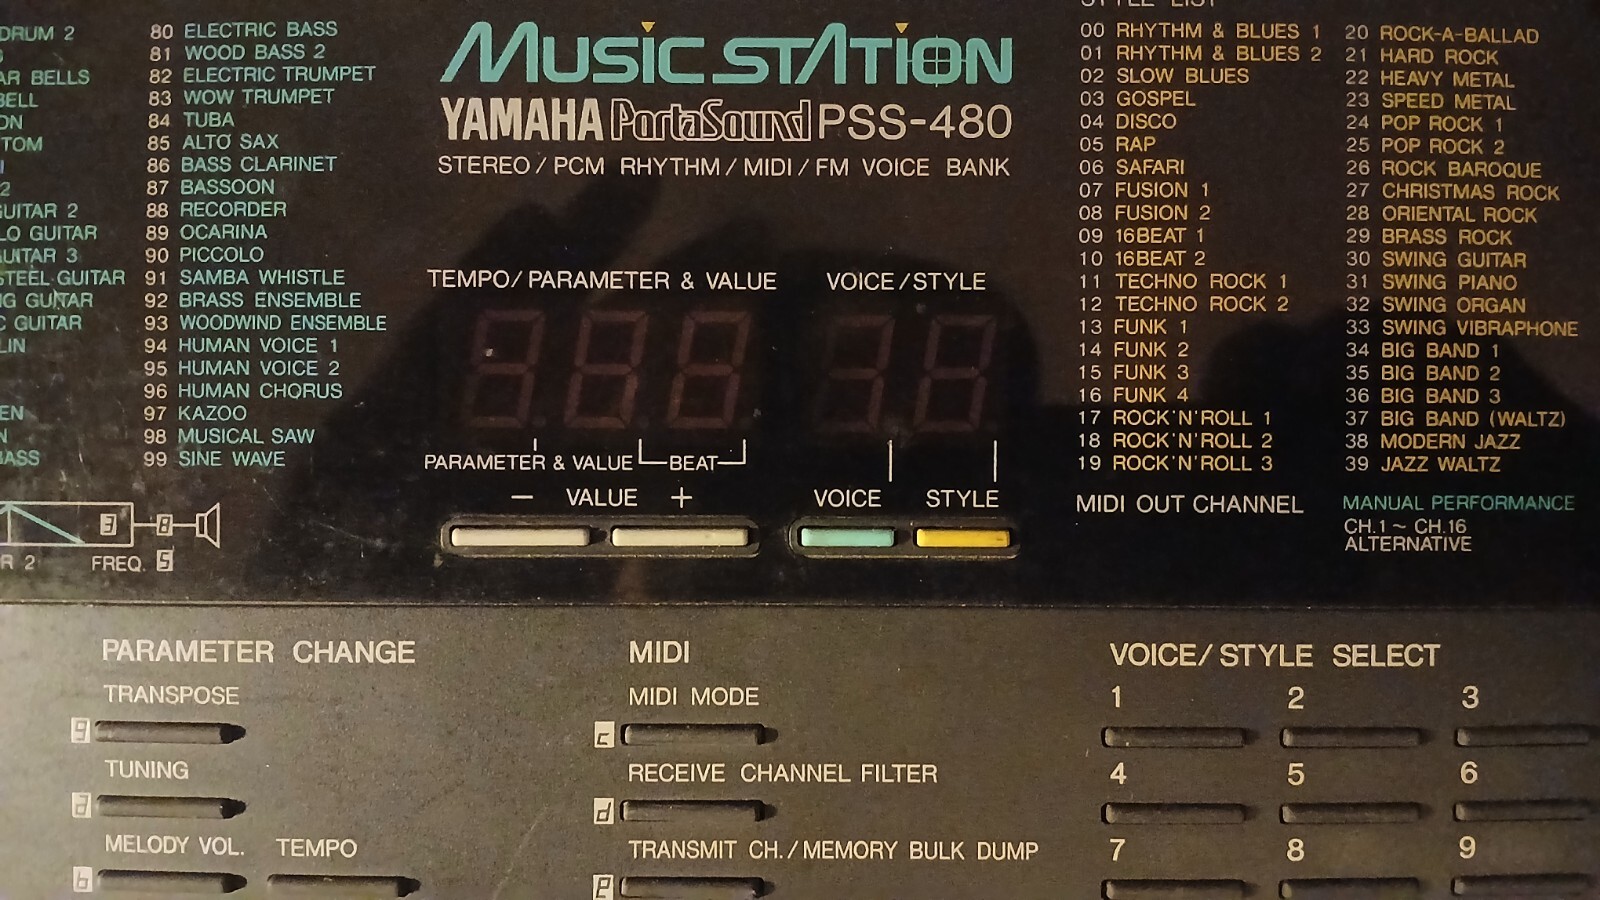 DRUM 2
BELLS
TOM
2
GUITAR 2
GUITAR
GUITAR 3
STEEL GUITAR
GUITAR
GUITAR
80 ELECTRIC BASS
81 WOOD BASS 2
82 ELECTRIC TRUMPET
83 WOW TRUMPET
84 TUBA
85 ALTO SAX
86 BASS CLARINET
87 BASSOON
88 RECORDER
89 OCARINA
90 PICCOLO
91 SAMBA WHISTLE
92 BRASS ENSEMBLE
93 WOODWIND ENSEMBLE
94 HUMAN VOICE 1
95 HUMAN VOICE 2
96 HUMAN CHORUS
97 KAZOO
98 MUSICAL SAW
99 SINE WAVE
3 8
R 2 FREQ. 5
MUSIC STATION
YAMAHA PortaSound PSS-480
STEREO / PCM RHYTHM / MIDI / FM VOICE BANK
TEMPO/PARAMETER & VALUE VOICE/STYLE
PARAMETER & VALUE BEAT
- VALUE + VOICE STYLE
STYLE LIST
00 RHYTHM & BLUES 1
01 RHYTHM & BLUES 2
02 SLOW BLUES
03 GOSPEL
04 DISCO
05 RAP
06 SAFARI
07 FUSION 1
08 FUSION 2
09 16BEAT 1
10 16BEAT 2
11 TECHNO ROCK 1
12 TECHNO ROCK 2
13 FUNK 1
14 FUNK 2
15 FUNK 3
16 FUNK 4
17 ROCK'N'ROLL 1
18 ROCK'N'ROLL 2
19 ROCK'N'ROLL 3
20 ROCK-A-BALLAD
21 HARD ROCK
22 HEAVY METAL
23 SPEED METAL
24 POP ROCK 1
25 POP ROCK 2
26 ROCK BAROQUE
27 CHRISTMAS ROCK
28 ORIENTAL ROCK
29 BRASS ROCK
30 SWING GUITAR
31 SWING PIANO
32 SWING ORGAN
33 SWING VIBRAPHONE
34 BIG BAND 1
35 BIG BAND 2
36 BIG BAND 3
37 BIG BAND (WALTZ)
38 MODERN JAZZ
39 JAZZ WALTZ
MIDI OUT CHANNEL MANUAL PERFORMANCE
CH.1 ~ CH.16
ALTERNATIVE
PARAMETER CHANGE
TRANSPOSE
9
TUNING
a
MELODY VOL. TEMPO
b
MIDI
MIDI MODE
c
RECEIVE CHANNEL FILTER
d
TRANSMIT CH./MEMORY BULK DUMP
e
VOICE/STYLE SELECT
1 2 3
4 5 6
7 8 9